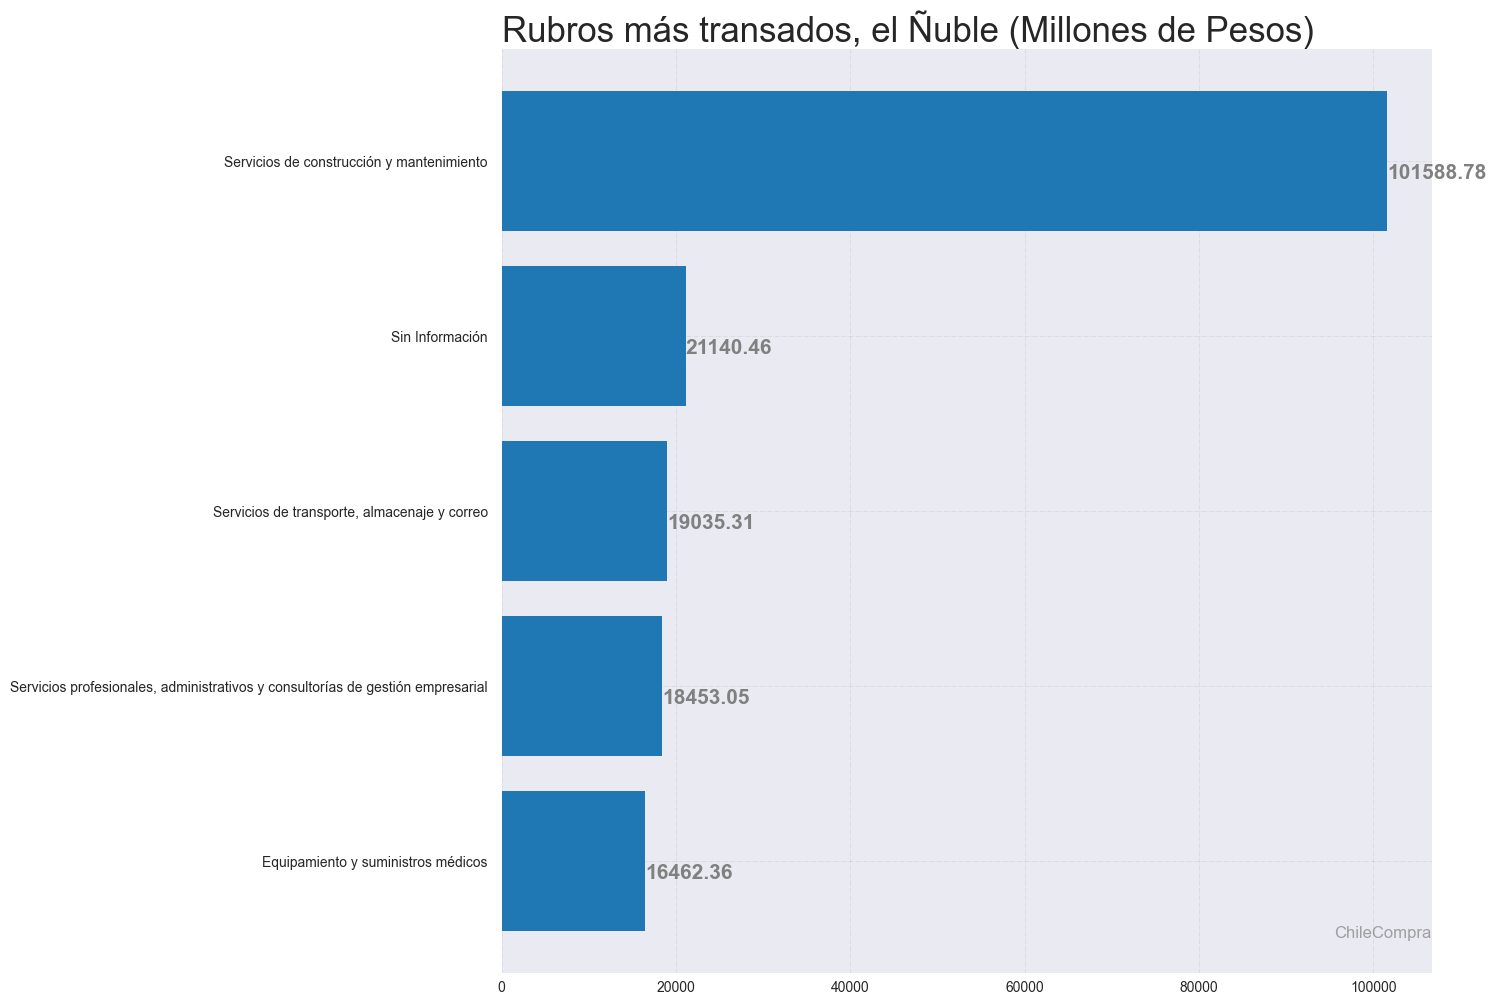 Rubros más transados, el Ñuble (Millones de Pesos)
Servicios de construcción y mantenimiento
101588.78
Sin Información
21140.46
Servicios de transporte, almacenaje y correo
19035.31
Servicios profesionales, administrativos y consultorías de gestión empresarial
18453.05
Equipamiento y suministros médicos
16462.36
ChileCompra
0 20000 40000 60000 80000 100000